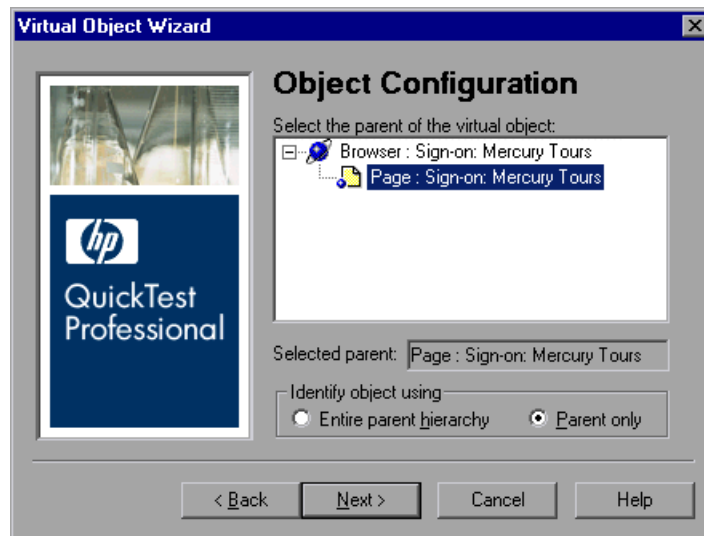 Virtual Object Wizard
Object Configuration
Select the parent of the virtual object:
Browser : Sign-on: Mercury Tours
Page : Sign-on: Mercury Tours
hp
QuickTest
Professional
Selected parent: Page : Sign-on: Mercury Tours
Identify object using
Entire parent hierarchy Parent only
< Back Next > Cancel Help